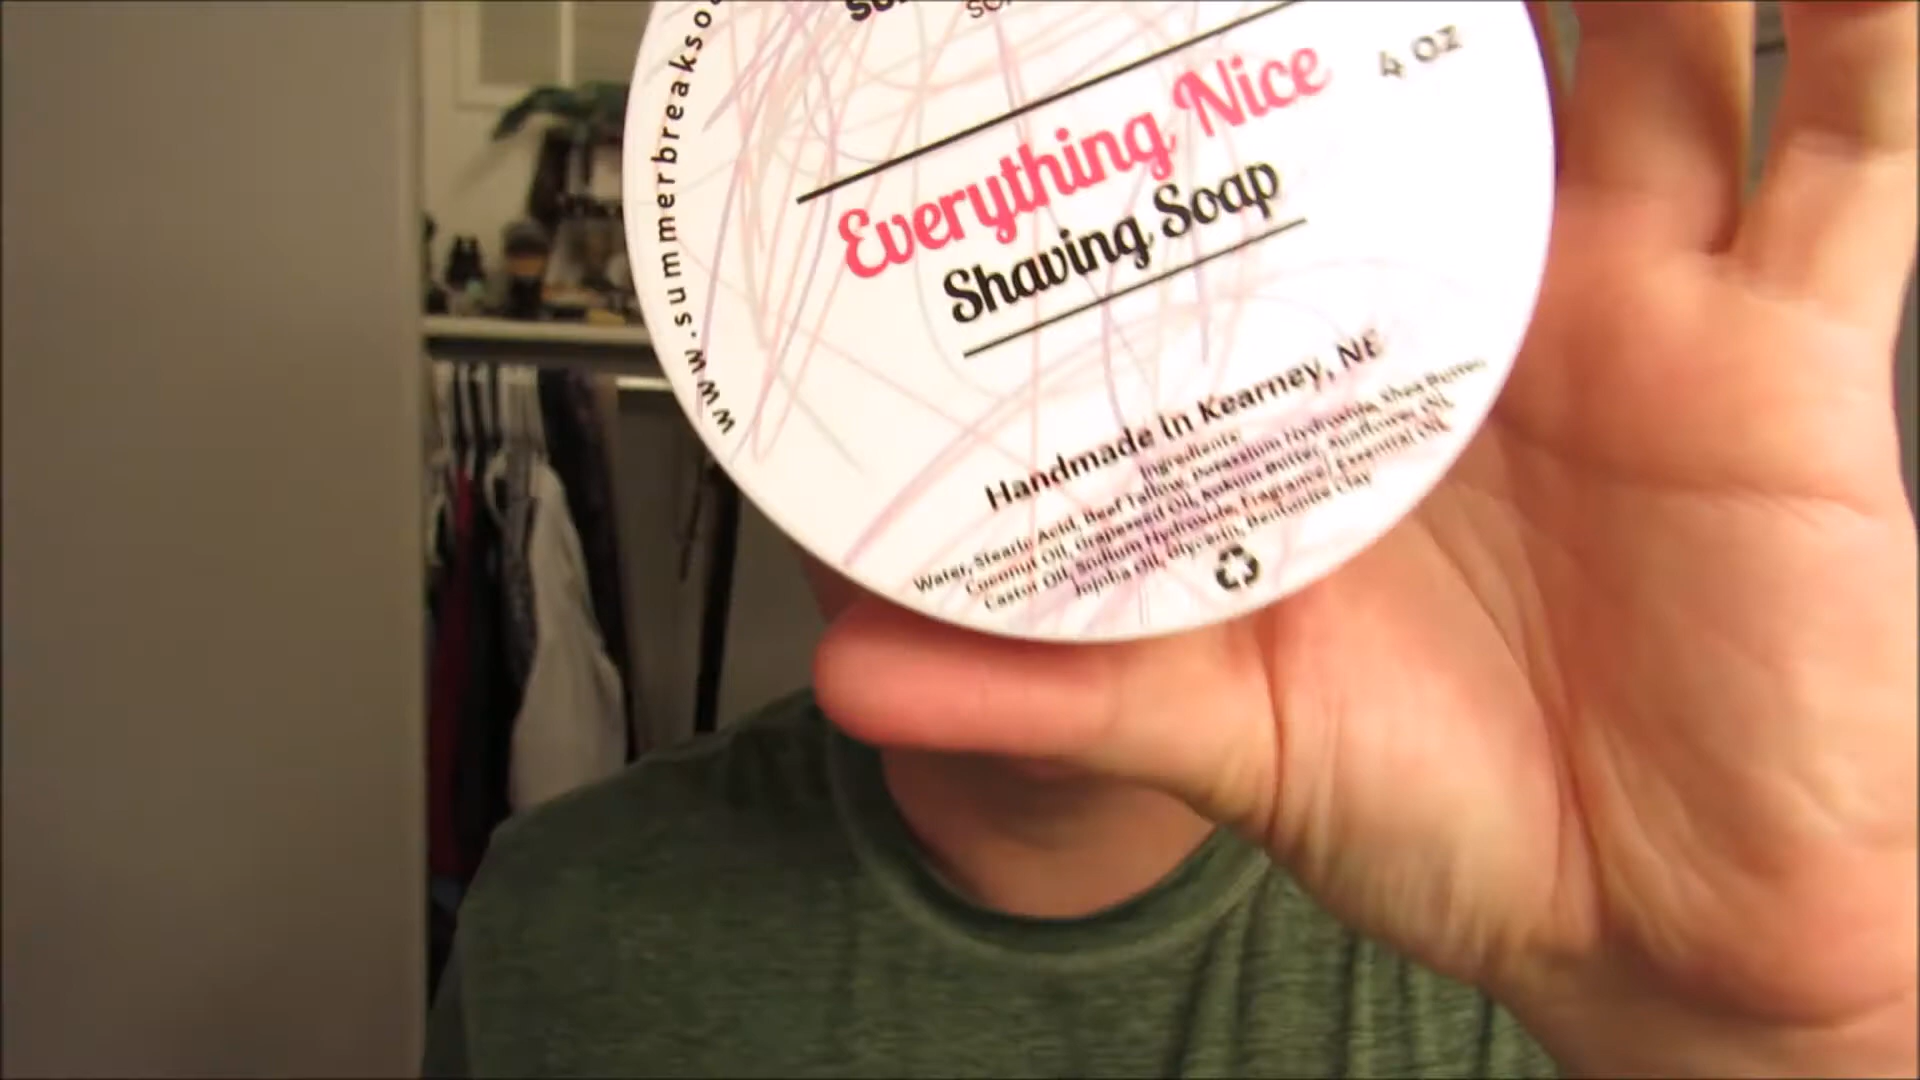 www.summerbreakso
Everything Nice
4 OZ
Shaving Soap
Handmade in Kearney, NE
Ingredients
Water, Stearic Acid, Beef Tallow, Potassium Hydroxide, Shea Butter,
Coconut Oil, Grapeseed Oil, Kokum Butter, Sunflower Oil,
Castor Oil, Sodium Hydroxide, Fragrance/ Essential Oil,
Jojoba Oil, Glycerin, Bentonite Clay